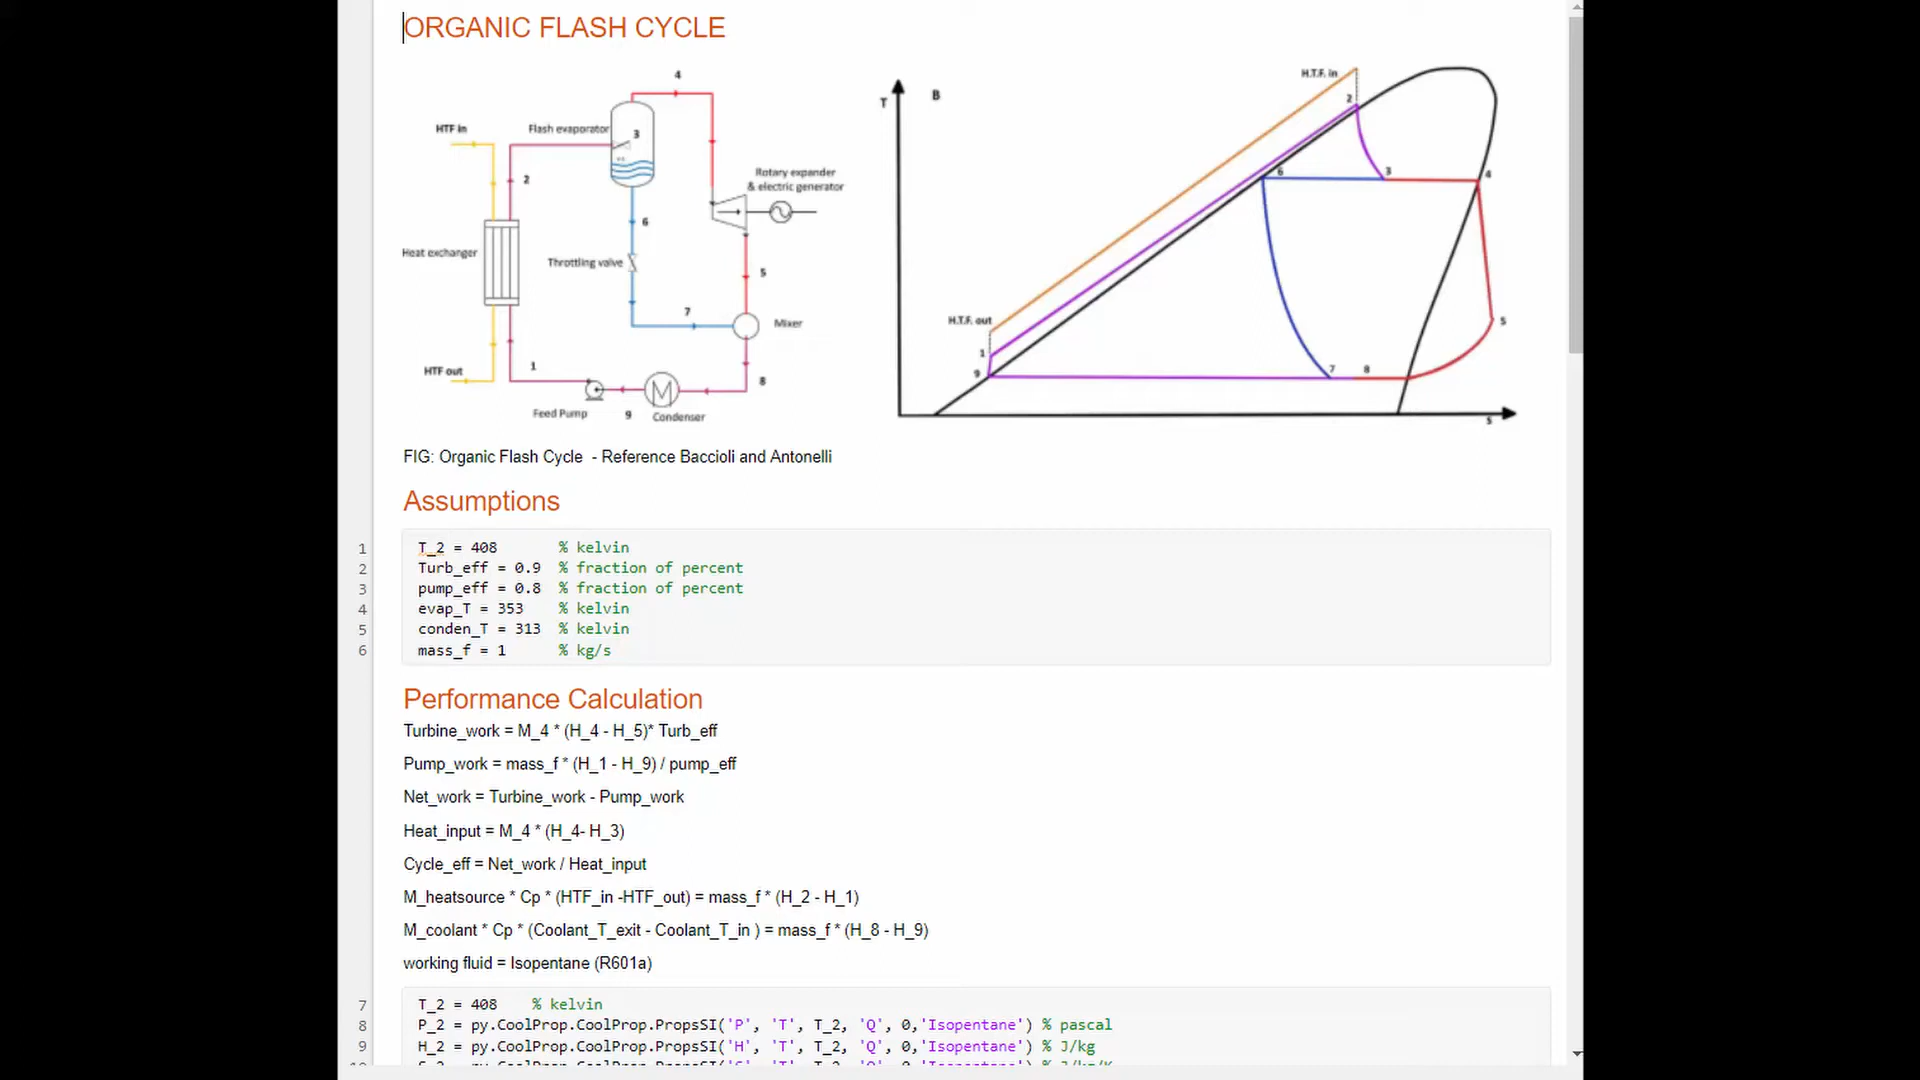 ORGANIC FLASH CYCLE
4
HTF in
Flash evaporator
3
2
Rotary expander
& electric generator
6
Heat exchanger
Throttling valve
5
7
Mixer
1
HTF out
8
Feed Pump
9
Condenser
T
B
H.T.F. in
2
6
3
4
H.T.F. out
1
5
9
7
8
s
FIG: Organic Flash Cycle - Reference Baccioli and Antonelli
Assumptions
1 T_2 = 408 % kelvin
2 Turb_eff = 0.9 % fraction of percent
3 pump_eff = 0.8 % fraction of percent
4 evap_T = 353 % kelvin
5 conden_T = 313 % kelvin
6 mass_f = 1 % kg/s
Performance Calculation
Turbine_work = M_4 * (H_4 - H_5)* Turb_eff
Pump_work = mass_f * (H_1 - H_9) / pump_eff
Net_work = Turbine_work - Pump_work
Heat_input = M_4 * (H_4- H_3)
Cycle_eff = Net_work / Heat_input
M_heatsource * Cp * (HTF_in -HTF_out) = mass_f * (H_2 - H_1)
M_coolant * Cp * (Coolant_T_exit - Coolant_T_in ) = mass_f * (H_8 - H_9)
working fluid = Isopentane (R601a)
7 T_2 = 408 % kelvin
8 P_2 = py.CoolProp.CoolProp.PropsSI('P', 'T', T_2, 'Q', 0,'Isopentane') % pascal
9 H_2 = py.CoolProp.CoolProp.PropsSI('H', 'T', T_2, 'Q', 0,'Isopentane') % J/kg